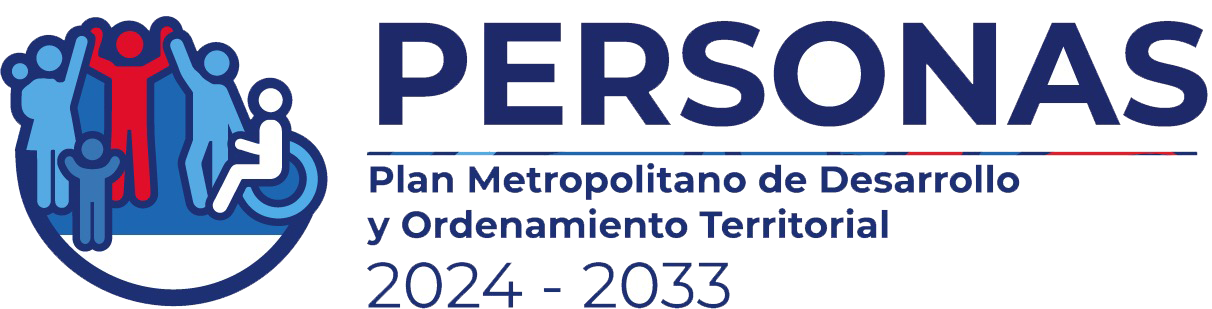 PERSONAS
Plan Metropolitano de Desarrollo
y Ordenamiento Territorial
2024 - 2033